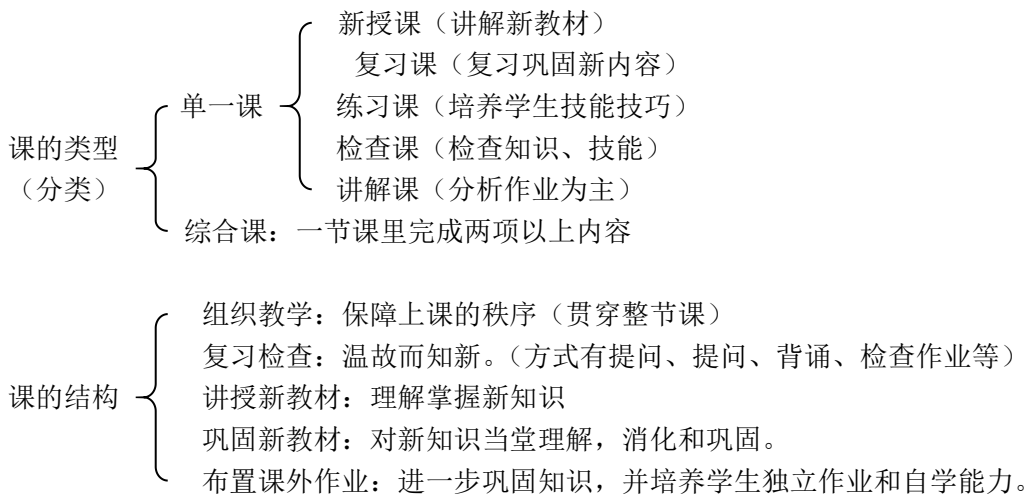 新授课（讲解新教材）
复习课（复习巩固新内容）
单一课
练习课（培养学生技能技巧）
课的类型
检查课（检查知识、技能）
（分类）
讲解课（分析作业为主）
综合课：一节课里完成两项以上内容
组织教学：保障上课的秩序（贯穿整节课）
复习检查：温故而知新。（方式有提问、提问、背诵、检查作业等）
课的结构
讲授新教材：理解掌握新知识
巩固新教材：对新知识当堂理解，消化和巩固。
布置课外作业：进一步巩固知识，并培养学生独立作业和自学能力。